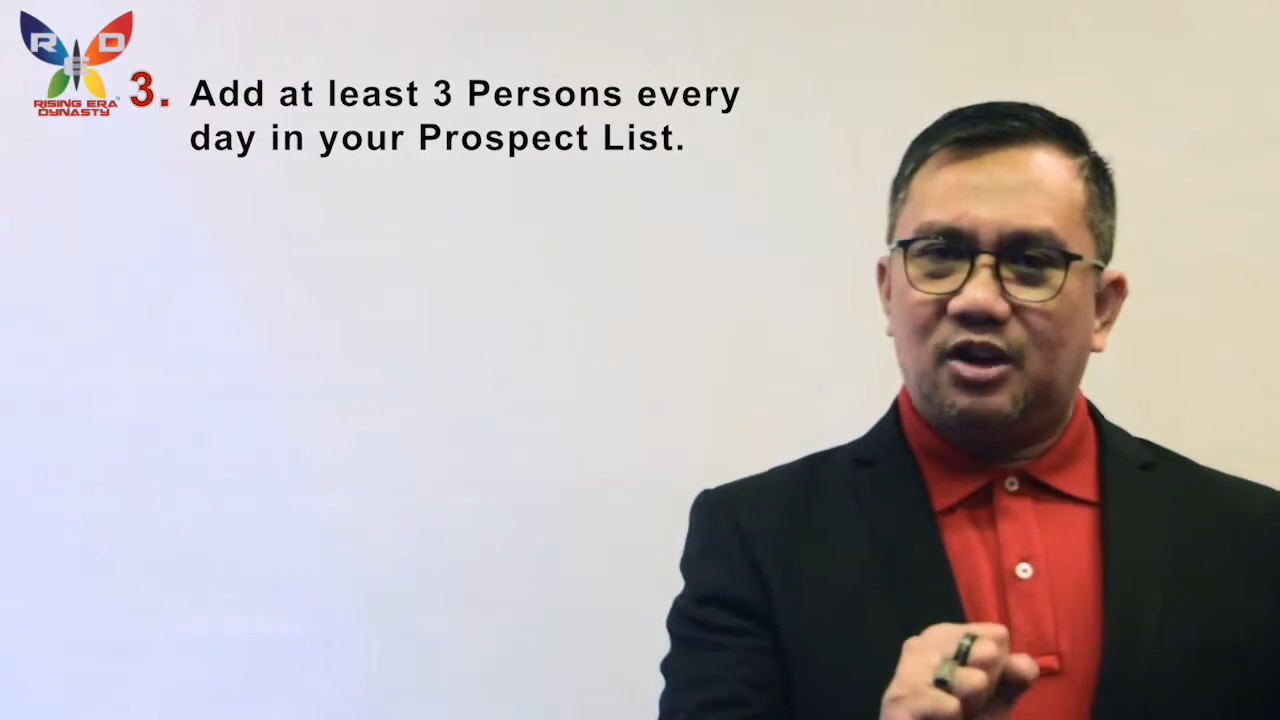 R D
RISING ERA
DYNASTY
3. Add at least 3 Persons every
day in your Prospect List.